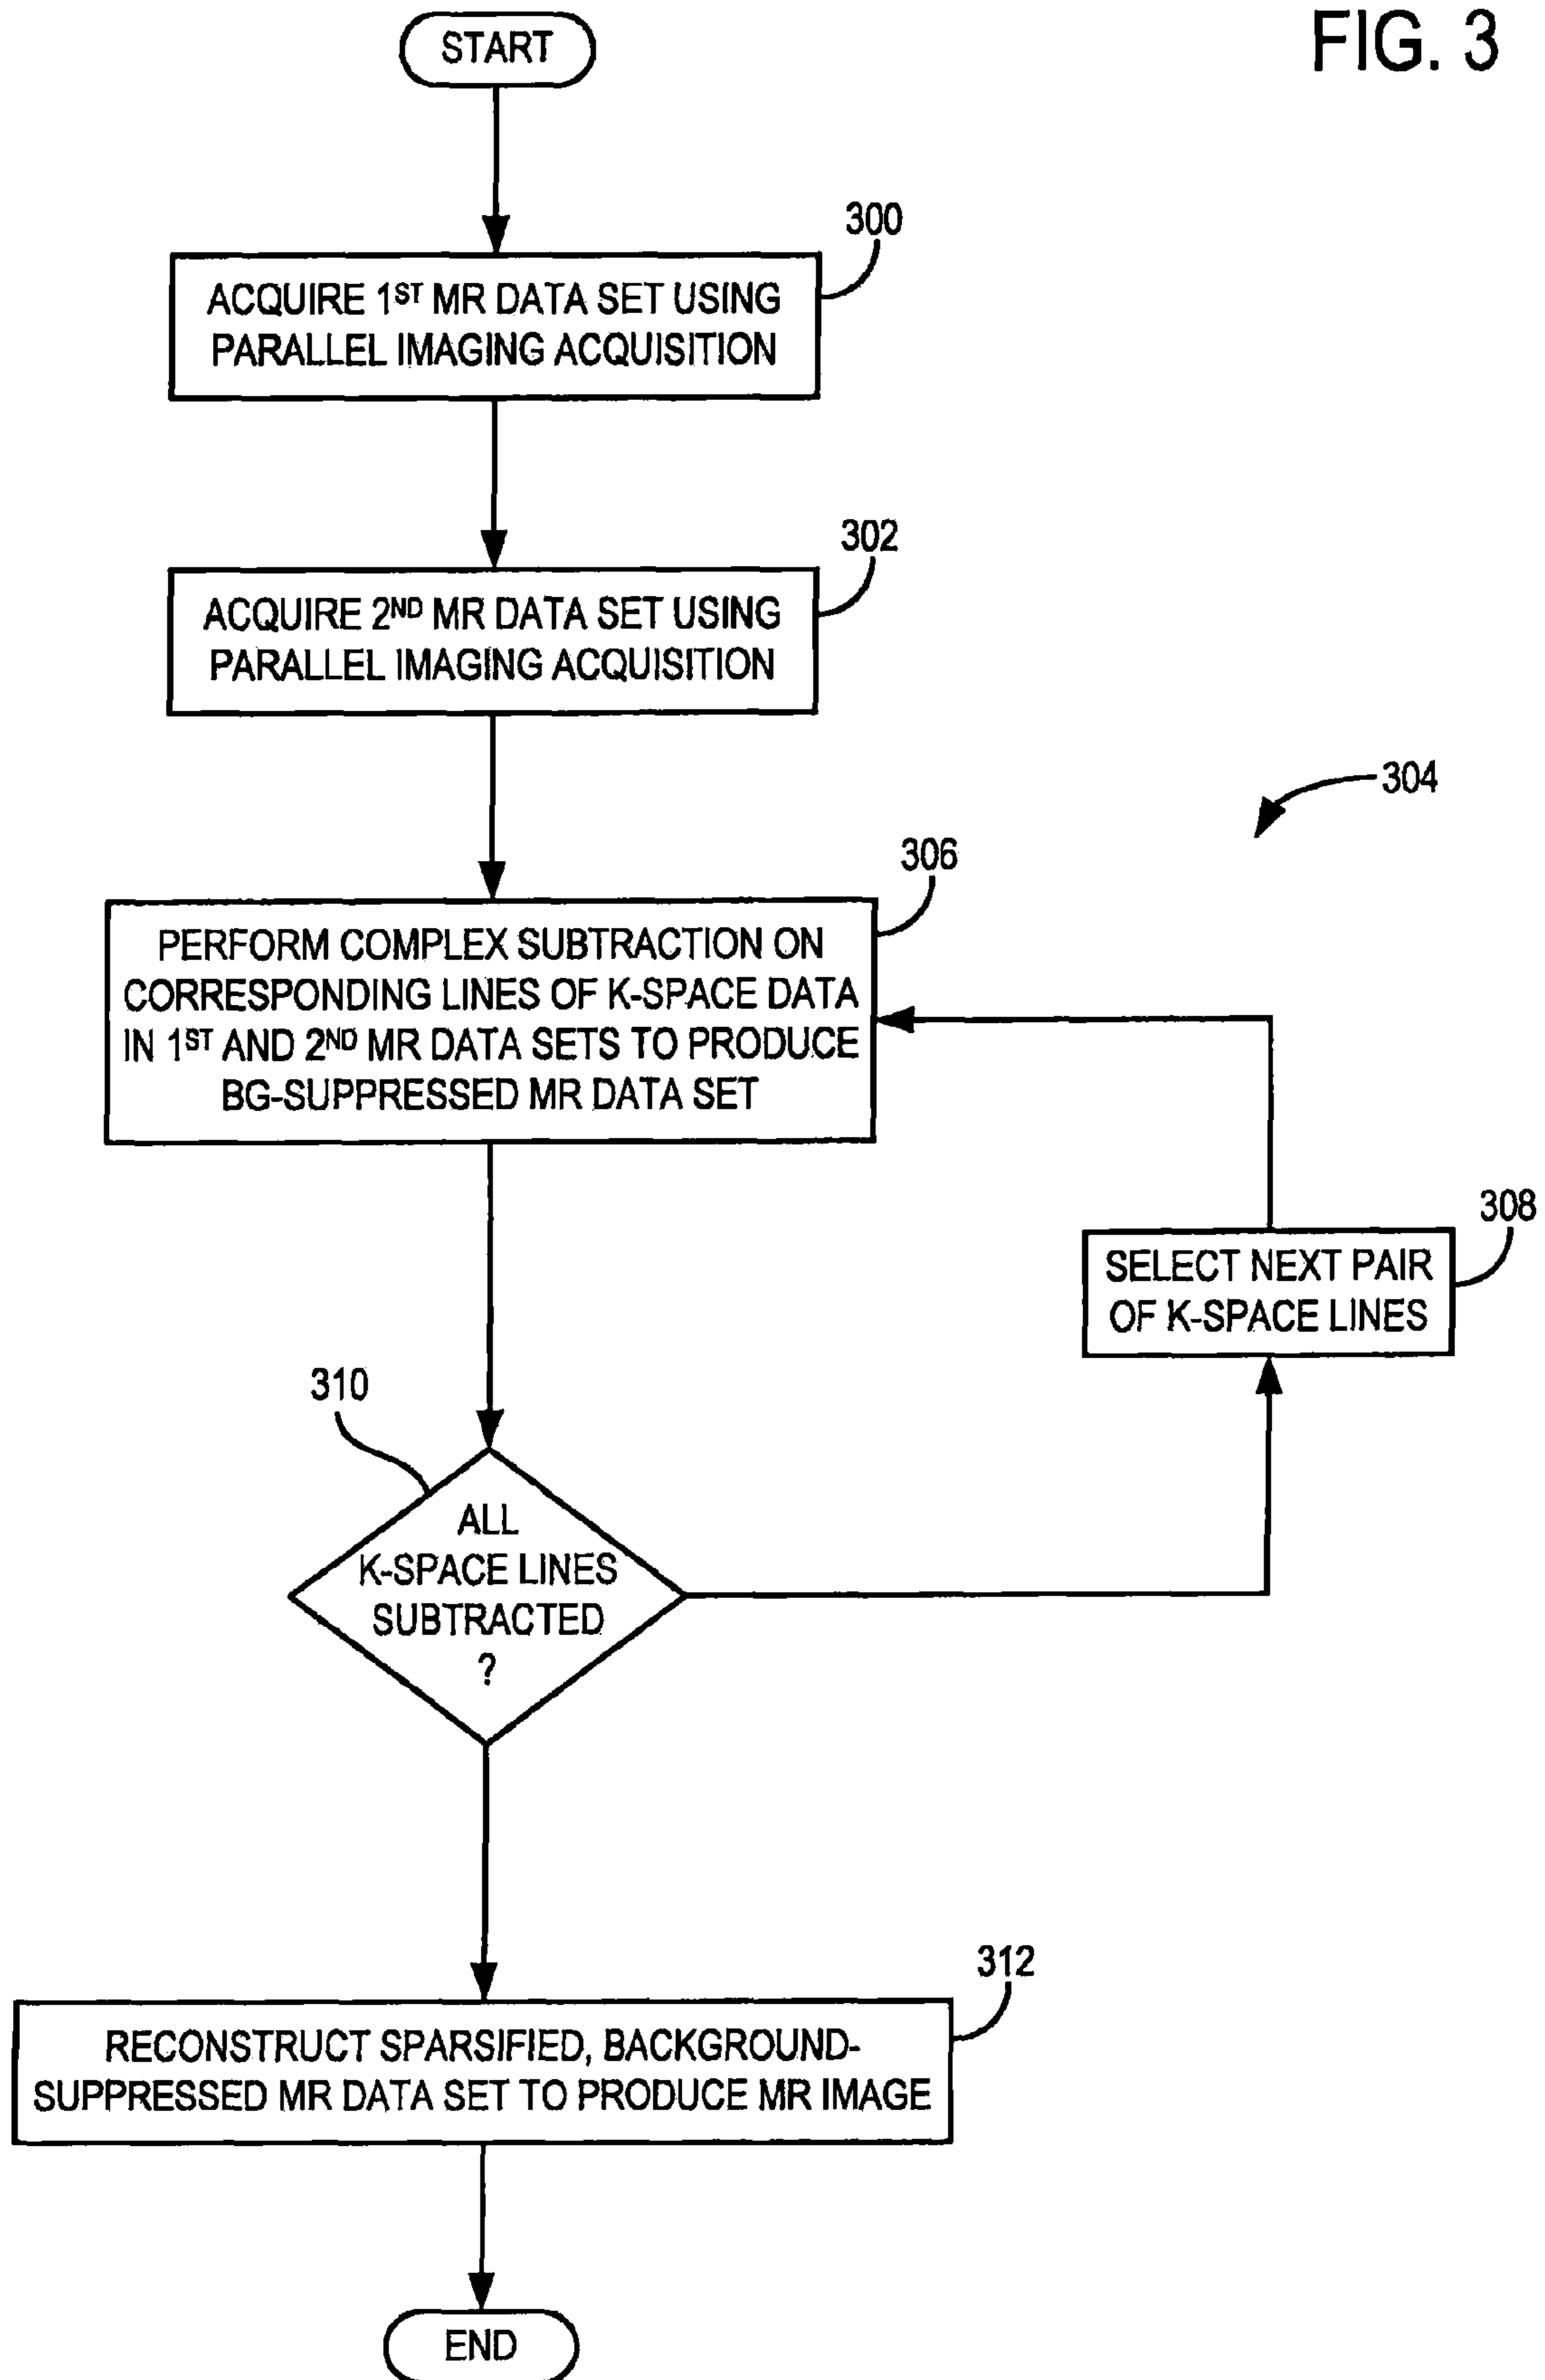 FIG. 3
START
300
ACQUIRE 1ST MR DATA SET USING
PARALLEL IMAGING ACQUISITION
302
ACQUIRE 2ND MR DATA SET USING
PARALLEL IMAGING ACQUISITION
304
306
PERFORM COMPLEX SUBTRACTION ON
CORRESPONDING LINES OF K-SPACE DATA
IN 1ST AND 2ND MR DATA SETS TO PRODUCE
BG-SUPPRESSED MR DATA SET
308
SELECT NEXT PAIR
OF K-SPACE LINES
310
ALL
K-SPACE LINES
SUBTRACTED
?
312
RECONSTRUCT SPARSIFIED, BACKGROUND-
SUPPRESSED MR DATA SET TO PRODUCE MR IMAGE
END